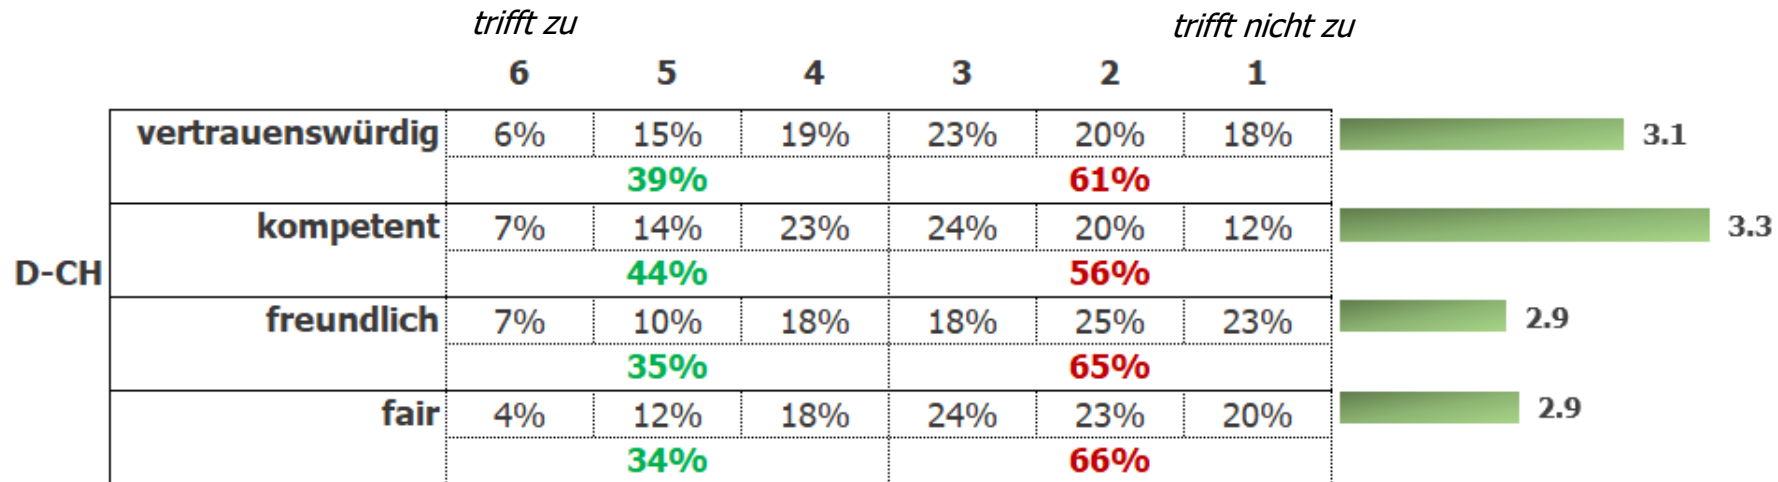 trifft zu trifft nicht zu
6 5 4 3 2 1
vertrauenswürdig 6% 15% 19% 23% 20% 18% 3.1
39% 61%
kompetent 7% 14% 23% 24% 20% 12% 3.3
D-CH 44% 56%
freundlich 7% 10% 18% 18% 25% 23% 2.9
35% 65%
fair 4% 12% 18% 24% 23% 20% 2.9
34% 66%